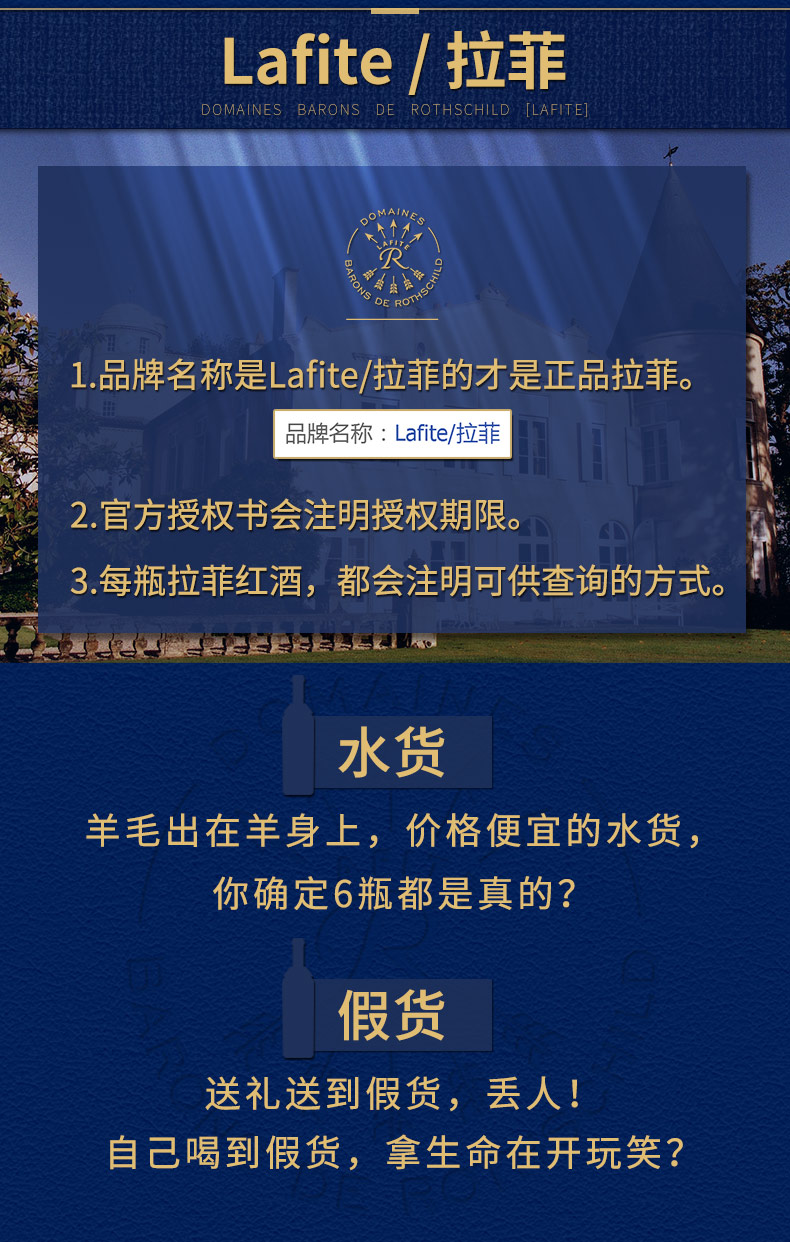 Lafite / 拉菲
DOMAINES BARONS DE ROTHSCHILD [LAFITE]
DOMAINES
LAFITE
R
BARONS DE ROTHSCHILD
1.品牌名称是Lafite/拉菲的才是正品拉菲。
品牌名称：Lafite/拉菲
2.官方授权书会注明授权期限。
3.每瓶拉菲红酒，都会注明可供查询的方式。
水货
羊毛出在羊身上，价格便宜的水货，
你确定6瓶都是真的？
假货
送礼送到假货，丢人！
自己喝到假货，拿生命在开玩笑？